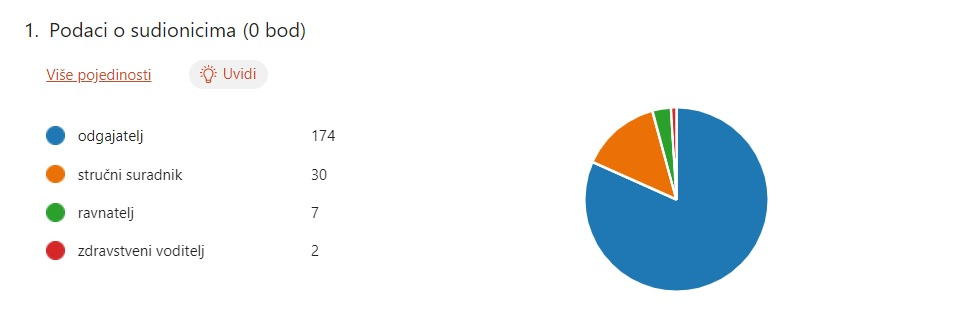 1. Podaci o sudionicima (0 bod)
Više pojedinosti
Uvidi
odgajatelj 174
stručni suradnik 30
ravnatelj 7
zdravstveni voditelj 2